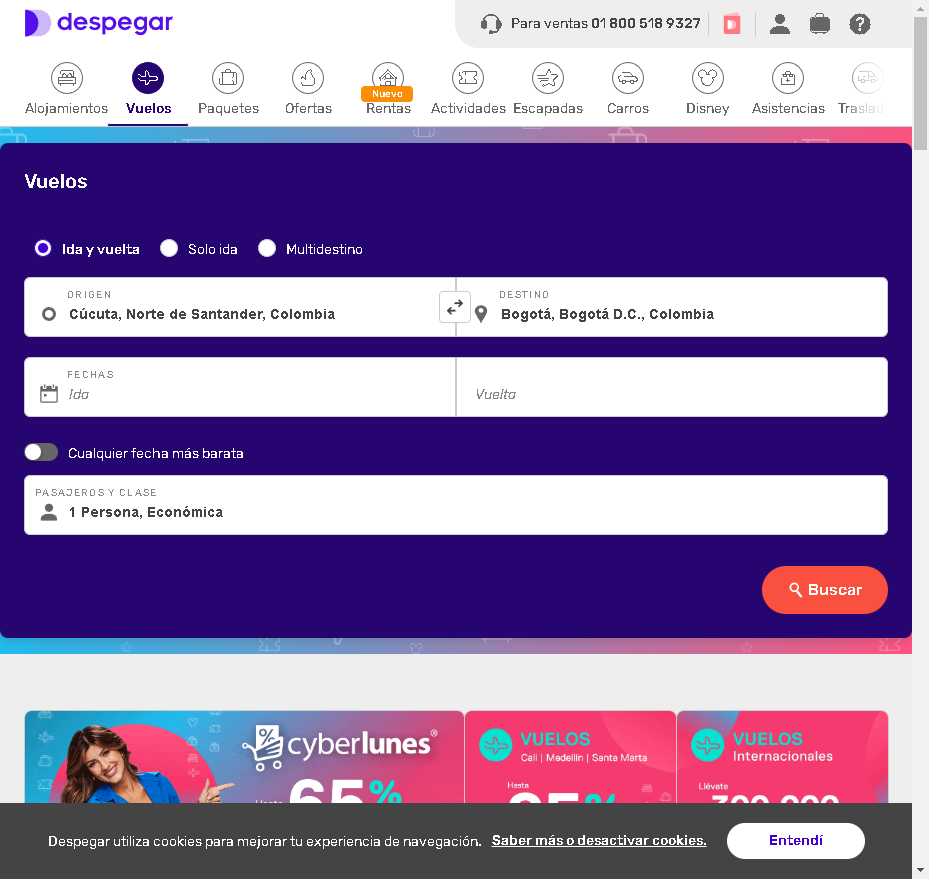 despegar
Para ventas 01 800 518 9327
Alojamientos
Vuelos
Paquetes
Ofertas
Nuevo
Rentas
Actividades
Escapadas
Carros
Disney
Asistencias
Traslad
Vuelos
Ida y vuelta
Solo ida
Multidestino
ORIGEN
Cúcuta, Norte de Santander, Colombia
DESTINO
Bogotá, Bogotá D.C., Colombia
FECHAS
Ida
Vuelta
Cualquier fecha más barata
PASAJEROS Y CLASE
1 Persona, Económica
Buscar
cyberlunes®
Hasta
65%
VUELOS
Cali | Medellín | Santa Marta
Hasta
VUELOS
Internacionales
Llévate
Despegar utiliza cookies para mejorar tu experiencia de navegación.
Saber más o desactivar cookies.
Entendí